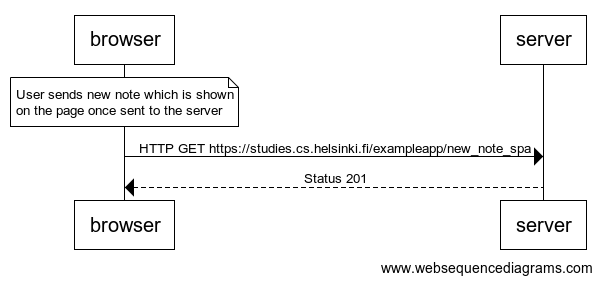 browser
server
User sends new note which is shown
on the page once sent to the server
HTTP GET https://studies.cs.helsinki.fi/exampleapp/new_note_spa
Status 201
browser
server
www.websequencediagrams.com